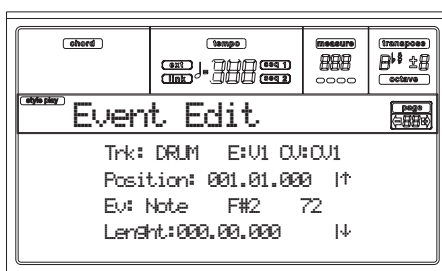 chord tempo measure transpose
ext seq 1
link seq 2
octave
style play page
Event Edit
Trk: DRUM E:V1 CV:CV1
Position: 001.01.000
Ev: Note F#2 72
Lenght:000.00.000